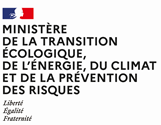 MINISTÈRE
DE LA TRANSITION
ÉCOLOGIQUE,
DE L'ÉNERGIE, DU CLIMAT
ET DE LA PRÉVENTION
DES RISQUES
Liberté
Égalité
Fraternité